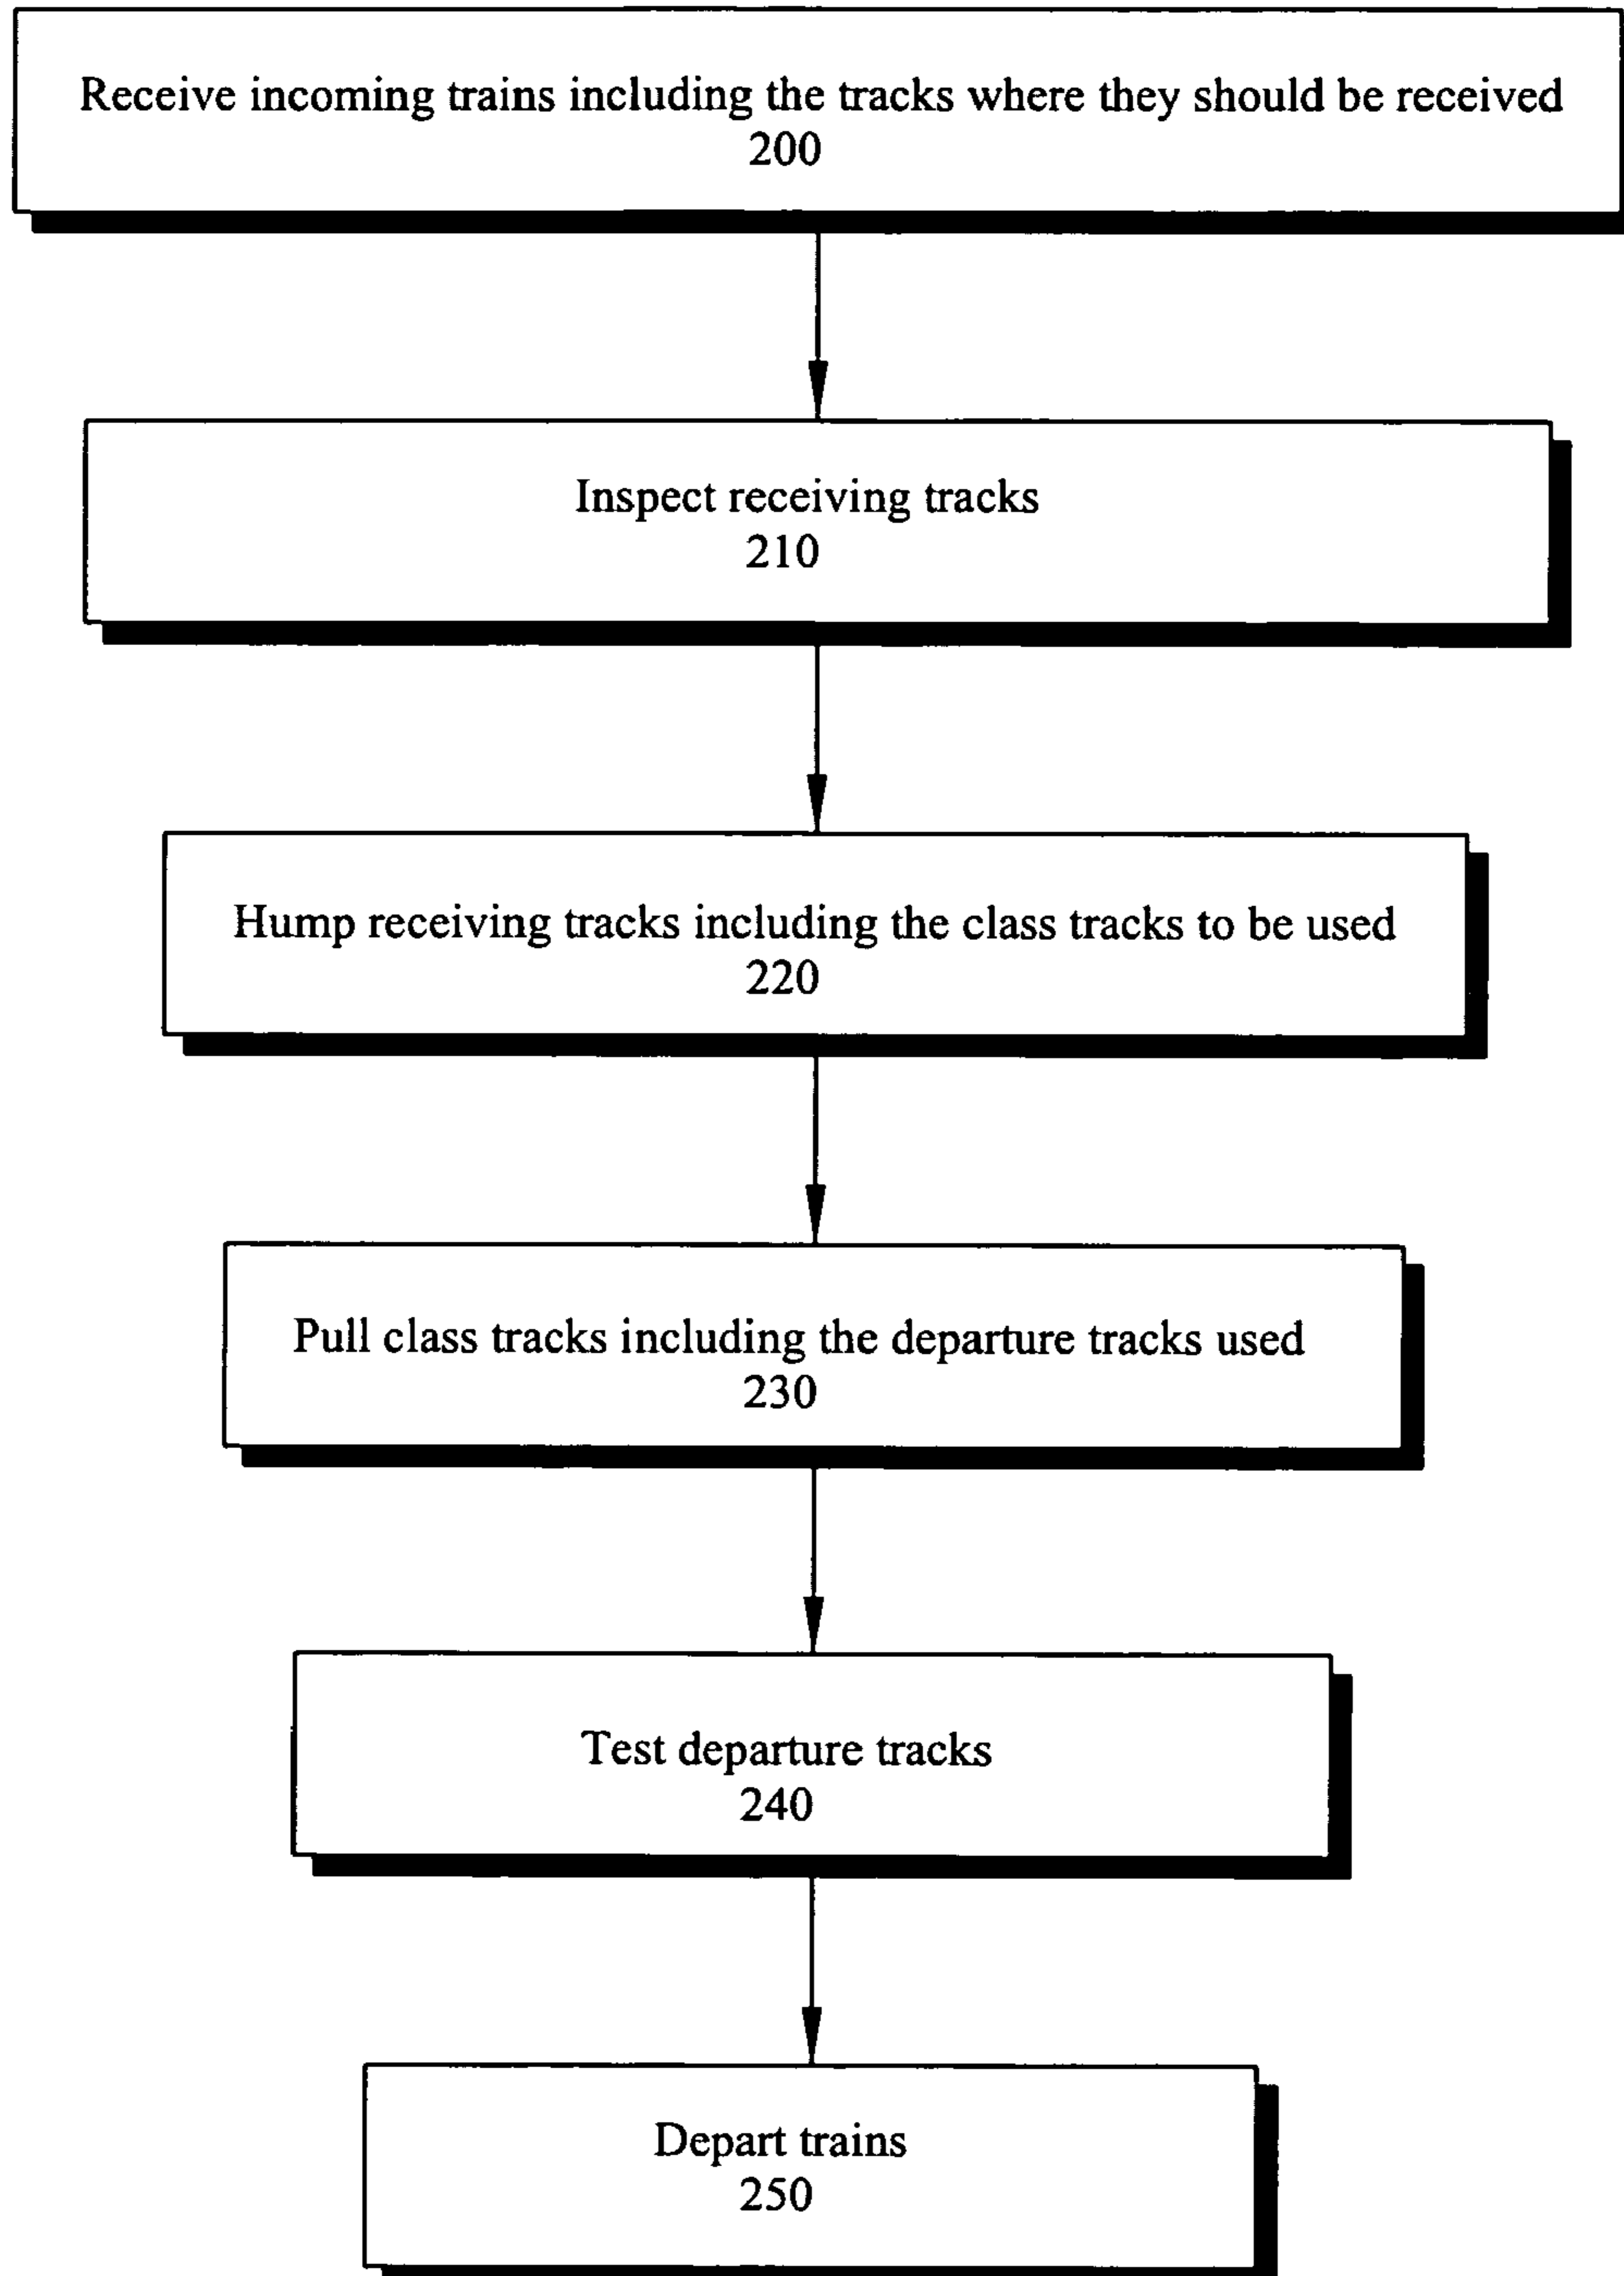 Receive incoming trains including the tracks where they should be received
200
Inspect receiving tracks
210
Hump receiving tracks including the class tracks to be used
220
Pull class tracks including the departure tracks used
230
Test departure tracks
240
Depart trains
250